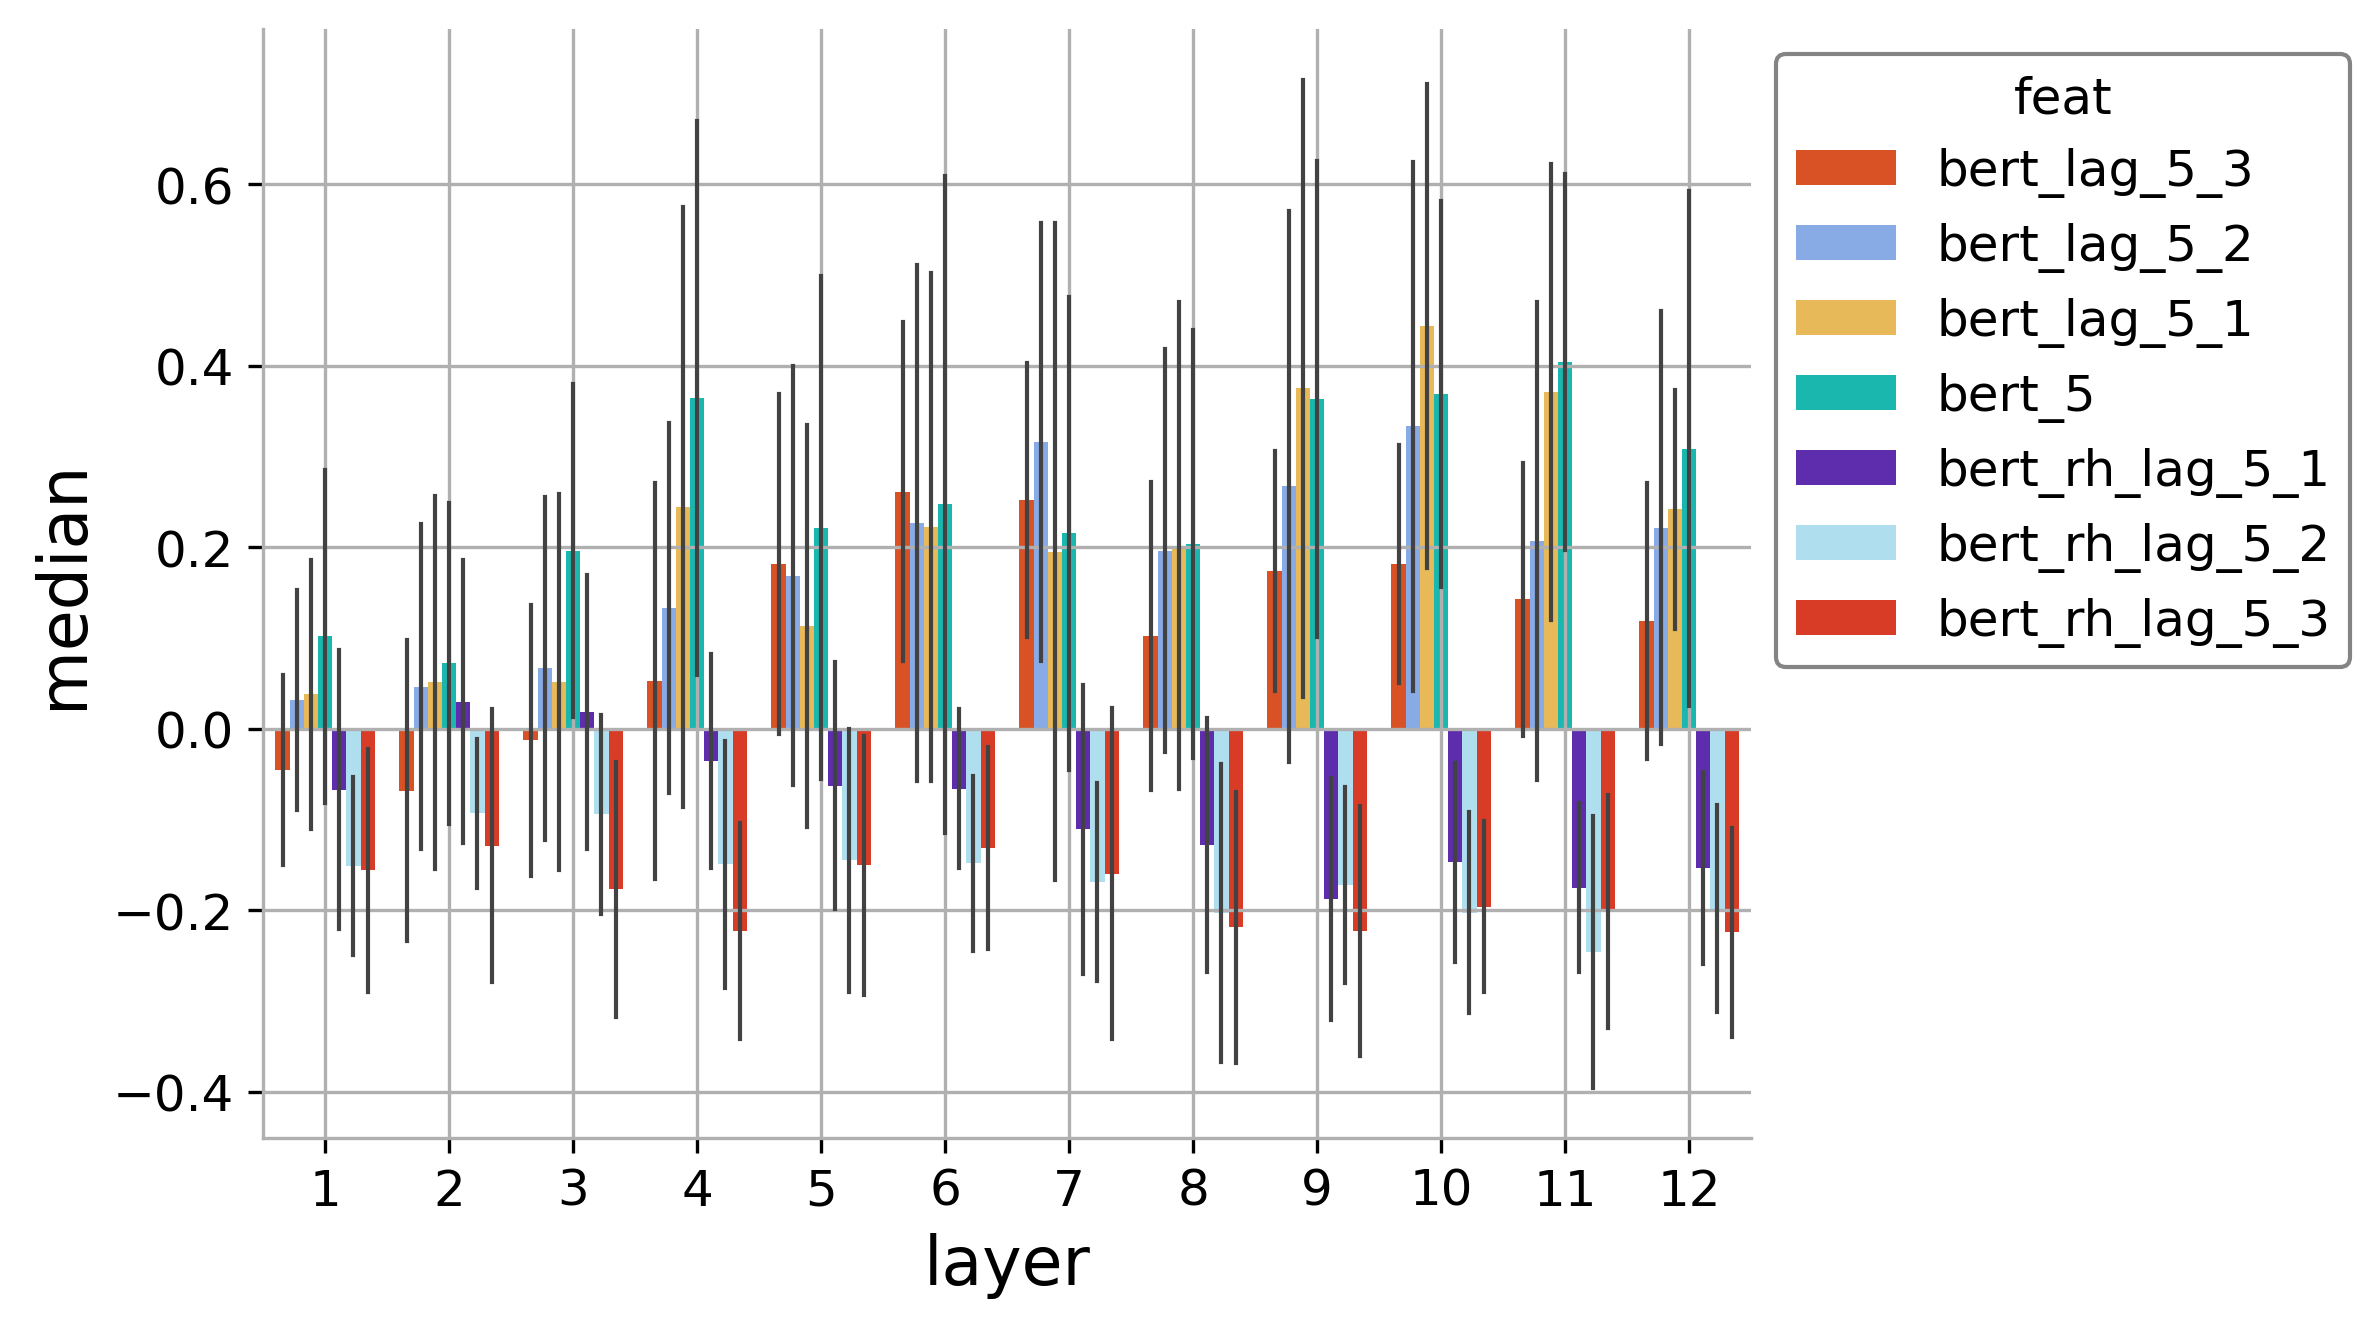 feat
bert_lag_5_3
bert_lag_5_2
bert_lag_5_1
bert_5
bert_rh_lag_5_1
bert_rh_lag_5_2
bert_rh_lag_5_3
median
0.6
0.4
0.2
0.0
−0.2
−0.4
1 2 3 4 5 6 7 8 9 10 11 12
layer